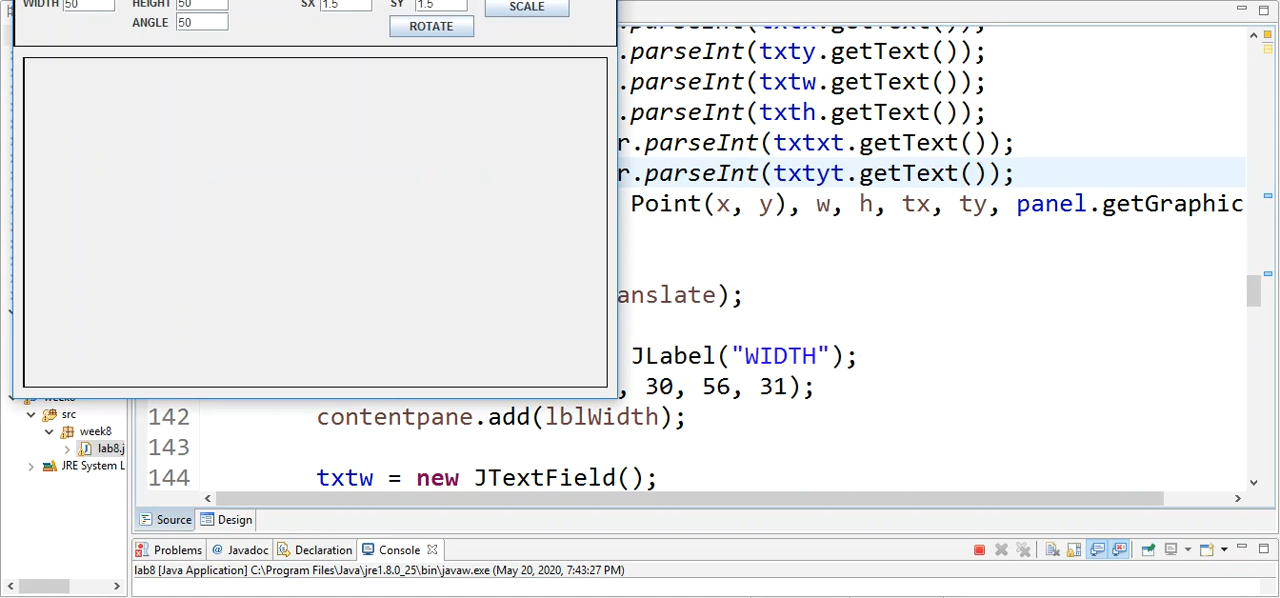 WIDTH 50 HEIGHT 50 SX 1.5 SY 1.5 SCALE
ANGLE 50 ROTATE
.parseInt(txty.getText());
.parseInt(txtw.getText());
.parseInt(txth.getText());
r.parseInt(txtxt.getText());
r.parseInt(txtyt.getText());
Point(x, y), w, h, tx, ty, panel.getGraphic
anslate);
JLabel("WIDTH");
, 30, 56, 31);
142 contentpane.add(lblWidth);
143
144 txtw = new JTextField();
src
week8
lab8.j
JRE System L
Source Design
Problems Javadoc Declaration Console
lab8 [Java Application] C:\Program Files\Java\jre1.8.0_25\bin\javaw.exe (May 20, 2020, 7:43:27 PM)